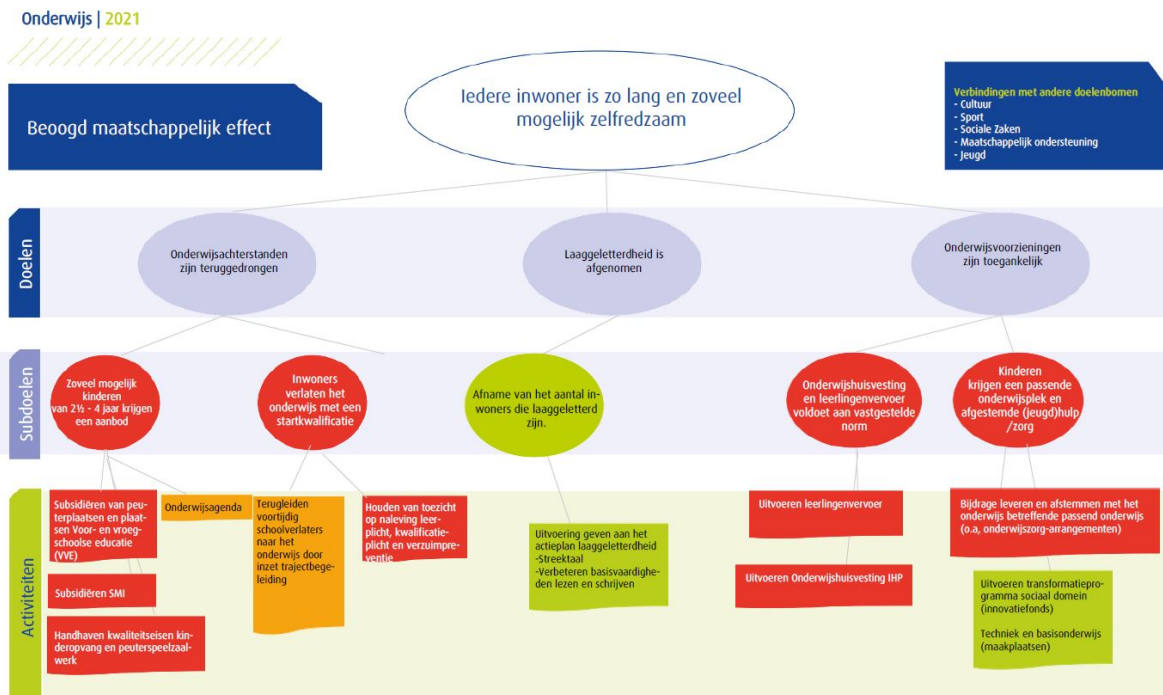 Onderwijs | 2021
Beoogd maatschappelijk effect
Iedere inwoner is zo lang en zoveel
mogelijk zelfredzaam
Verbindingen met andere doelenbomen
- Cultuur
- Sport
- Sociale Zaken
- Maatschappelijk ondersteuning
- Jeugd
Doelen
Onderwijsachterstanden
zijn teruggedrongen
Laaggeletterdheid is
afgenomen
Onderwijsvoorzieningen
zijn toegankelijk
Subdoelen
Zoveel mogelijk
kinderen
van 2½ - 4 jaar krijgen
een aanbod
Inwoners
verlaten het
onderwijs met een
startkwalificatie
Afname van het aantal in-
woners die laaggeletterd
zijn.
Onderwijshuisvesting
en leerlingenvervoer
voldoet aan vastgestelde
norm
Kinderen
krijgen een passende
onderwijsplek en
afgestemde (jeugd)hulp
/zorg
Activiteiten
Subsidiëren van peu-
terplaatsen en plaat-
sen Voor- en vroeg-
schoolse educatie
(VVE)
Subsidiëren SMI
Handhaven kwaliteitseisen kin-
deropvang en peuterspeelzaal-
werk
Onderwijsagenda
Terugleiden
voortijdig
schoolverlaters
naar het
onderwijs door
inzet trajectbege-
leiding
Houden van toezicht
op naleving leer-
plicht, kwalificatie-
plicht en verzuimpre-
ventie
Uitvoering geven aan het
actieplan laaggeletterdheid
-Streektaal
-Verbeteren basisvaardighe-
den lezen en schrijven
Uitvoeren leerlingenvervoer
Uitvoeren Onderwijshuisvesting IHP
Bijdrage leveren en afstemmen met het
onderwijs betreffende passend onderwijs
(o.a, onderwijszorg-arrangementen)
Uitvoeren transformatiepro-
gramma sociaal domein
(innovatiefonds)
Techniek en basisonderwijs
(maakplaatsen)